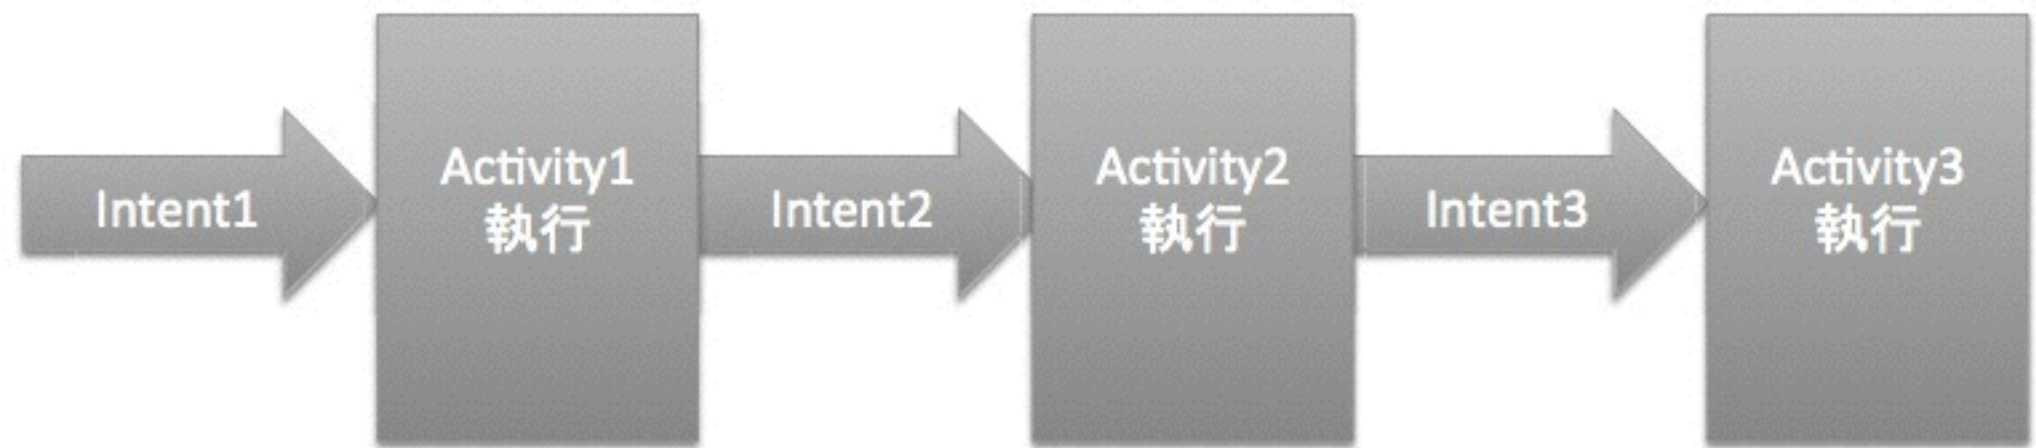 Intent1
Activity1
執行
Intent2
Activity2
執行
Intent3
Activity3
執行